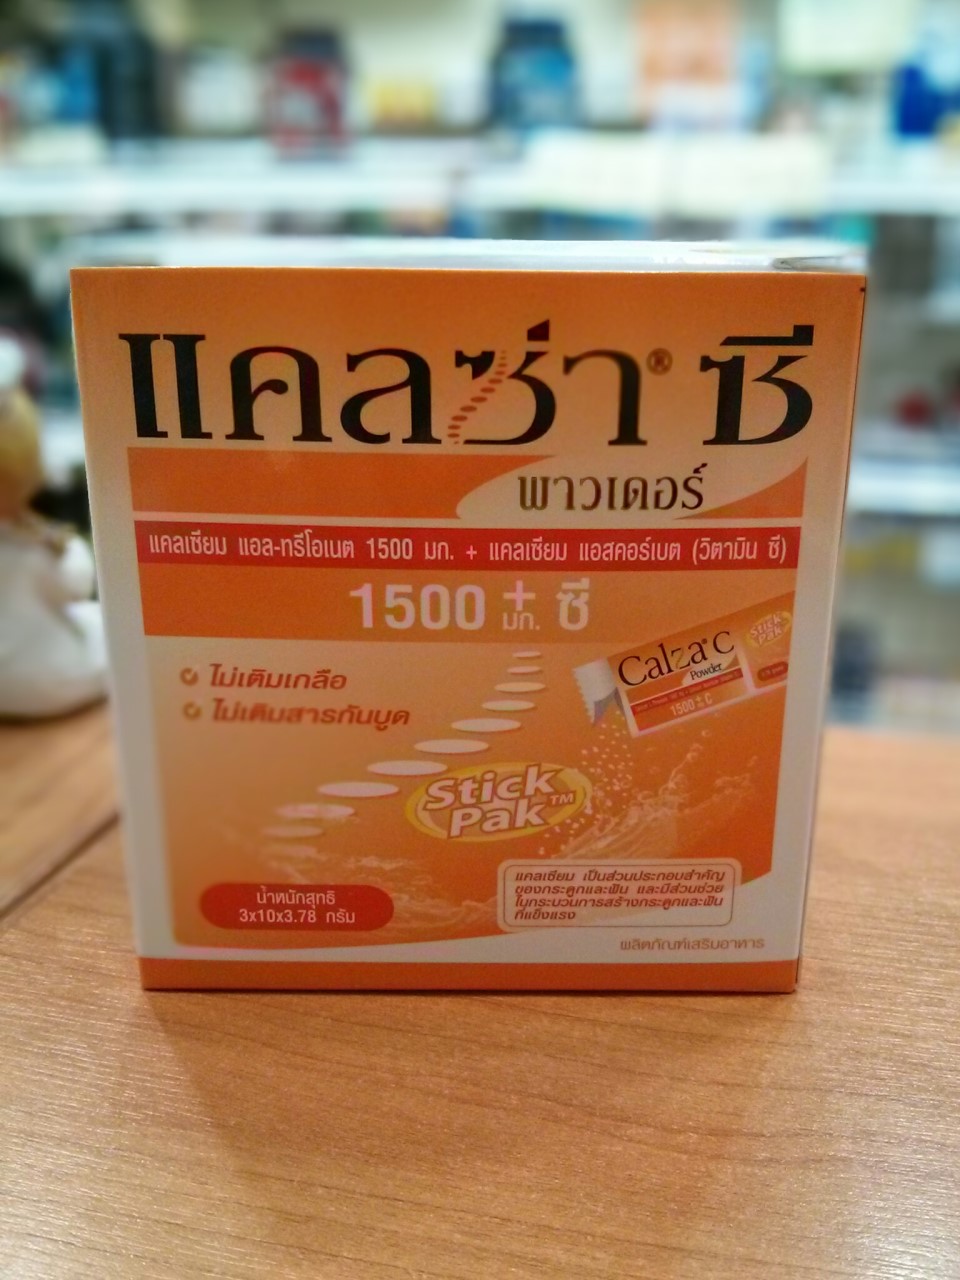 แคลซ่า® ซี
พาวเดอร์
แคลเซียม แอล-ทรีโอเนต 1500 มก. + แคลเซียม แอสคอร์เบต (วิตามิน ซี)
1500 มก. + ซี
ไม่เติมเกลือ
ไม่เติมสารกันบูด
Calza® C
Powder
1500 มก. + C
Stick
Pak
Stick
Pak™
แคลเซียม เป็นส่วนประกอบสำคัญ
ของกระดูกและฟัน และมีส่วนช่วย
ในกระบวนการสร้างกระดูกและฟัน
ที่แข็งแรง
น้ำหนักสุทธิ
3x10x3.78 กรัม
ผลิตภัณฑ์เสริมอาหาร